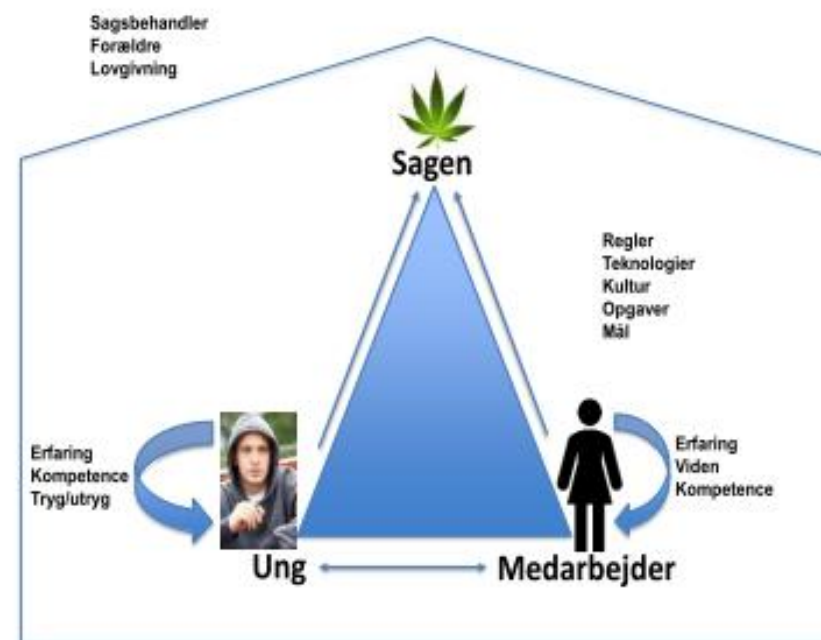 Sagsbehandler
Forældre
Lovgivning
Sagen
Regler
Teknologier
Kultur
Opgaver
Mål
Erfaring
Kompetence
Tryg/utryg
Erfaring
Viden
Kompetence
Ung
Medarbejder